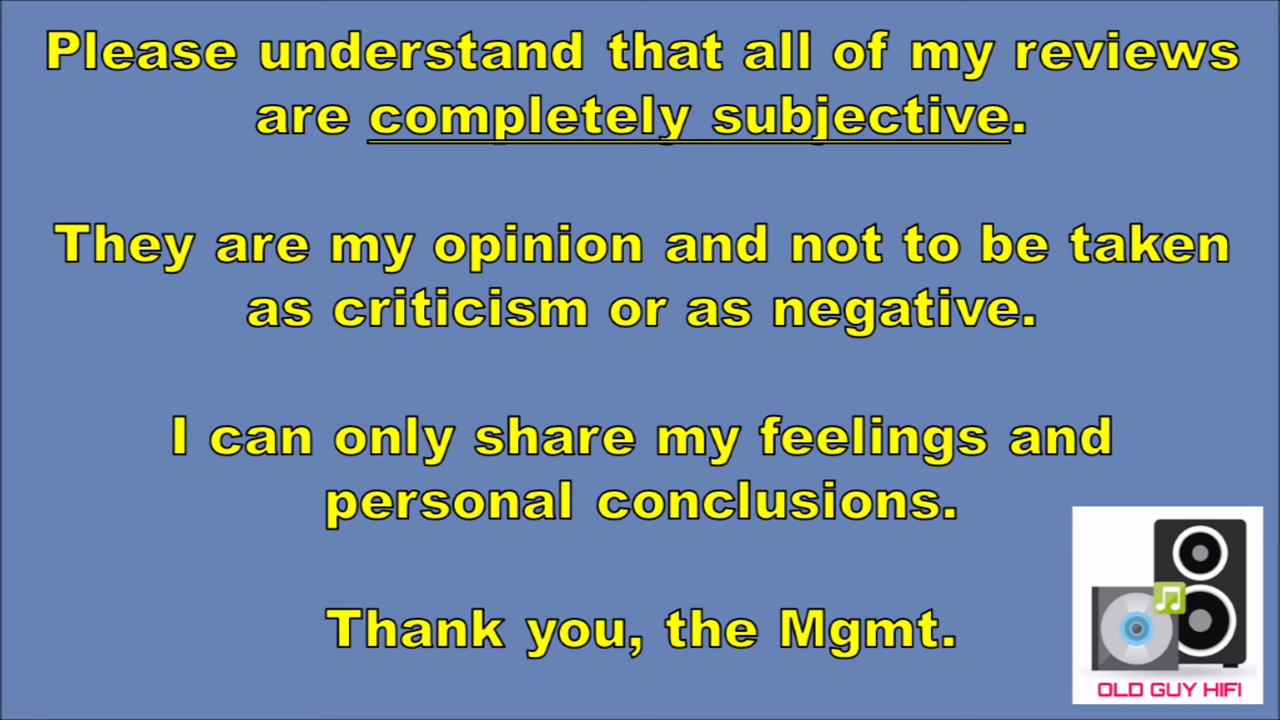 Please understand that all of my reviews
are completely subjective.
They are my opinion and not to be taken
as criticism or as negative.
I can only share my feelings and
personal conclusions.
Thank you, the Mgmt.
OLD GUY HIFI